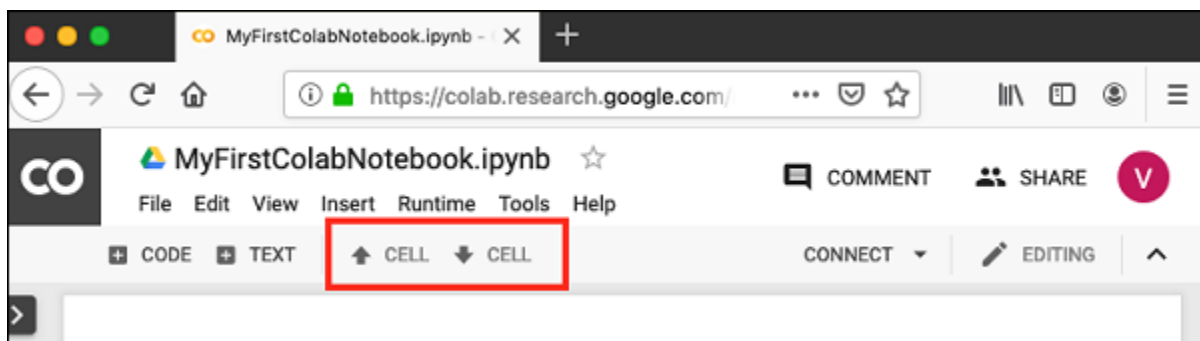 MyFirstColabNotebook.ipynb -
https://colab.research.google.com/
CO MyFirstColabNotebook.ipynb COMMENT SHARE V
File Edit View Insert Runtime Tools Help
CODE TEXT CELL CELL CONNECT EDITING